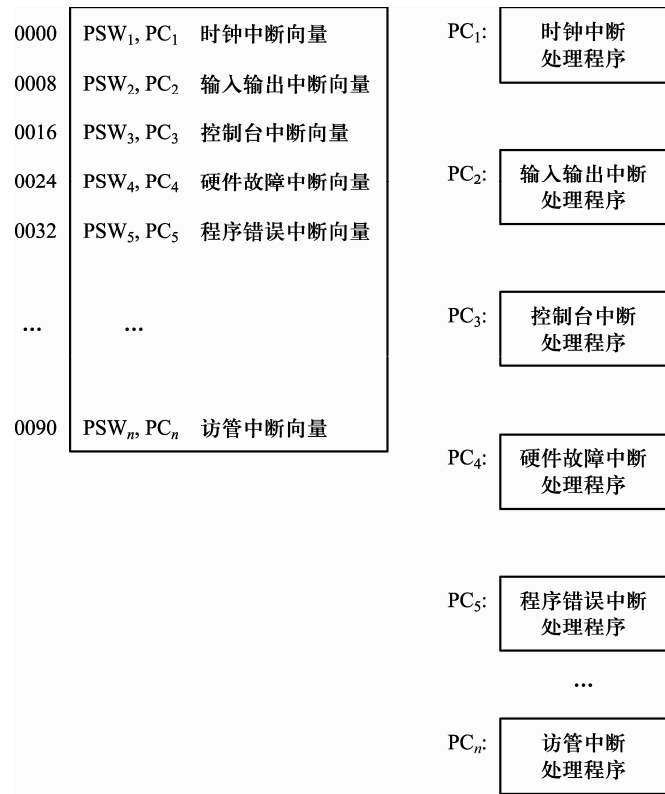 0000 PSW₁, PC₁ 时钟中断向量
0008 PSW₂, PC₂ 输入输出中断向量
0016 PSW₃, PC₃ 控制台中断向量
0024 PSW₄, PC₄ 硬件故障中断向量
0032 PSW₅, PC₅ 程序错误中断向量
... ...
0090 PSWₙ, PCₙ 访管中断向量
PC₁: 时钟中断
处理程序
PC₂: 输入输出中断
处理程序
PC₃: 控制台中断
处理程序
PC₄: 硬件故障中断
处理程序
PC₅: 程序错误中断
处理程序
...
PCₙ: 访管中断
处理程序